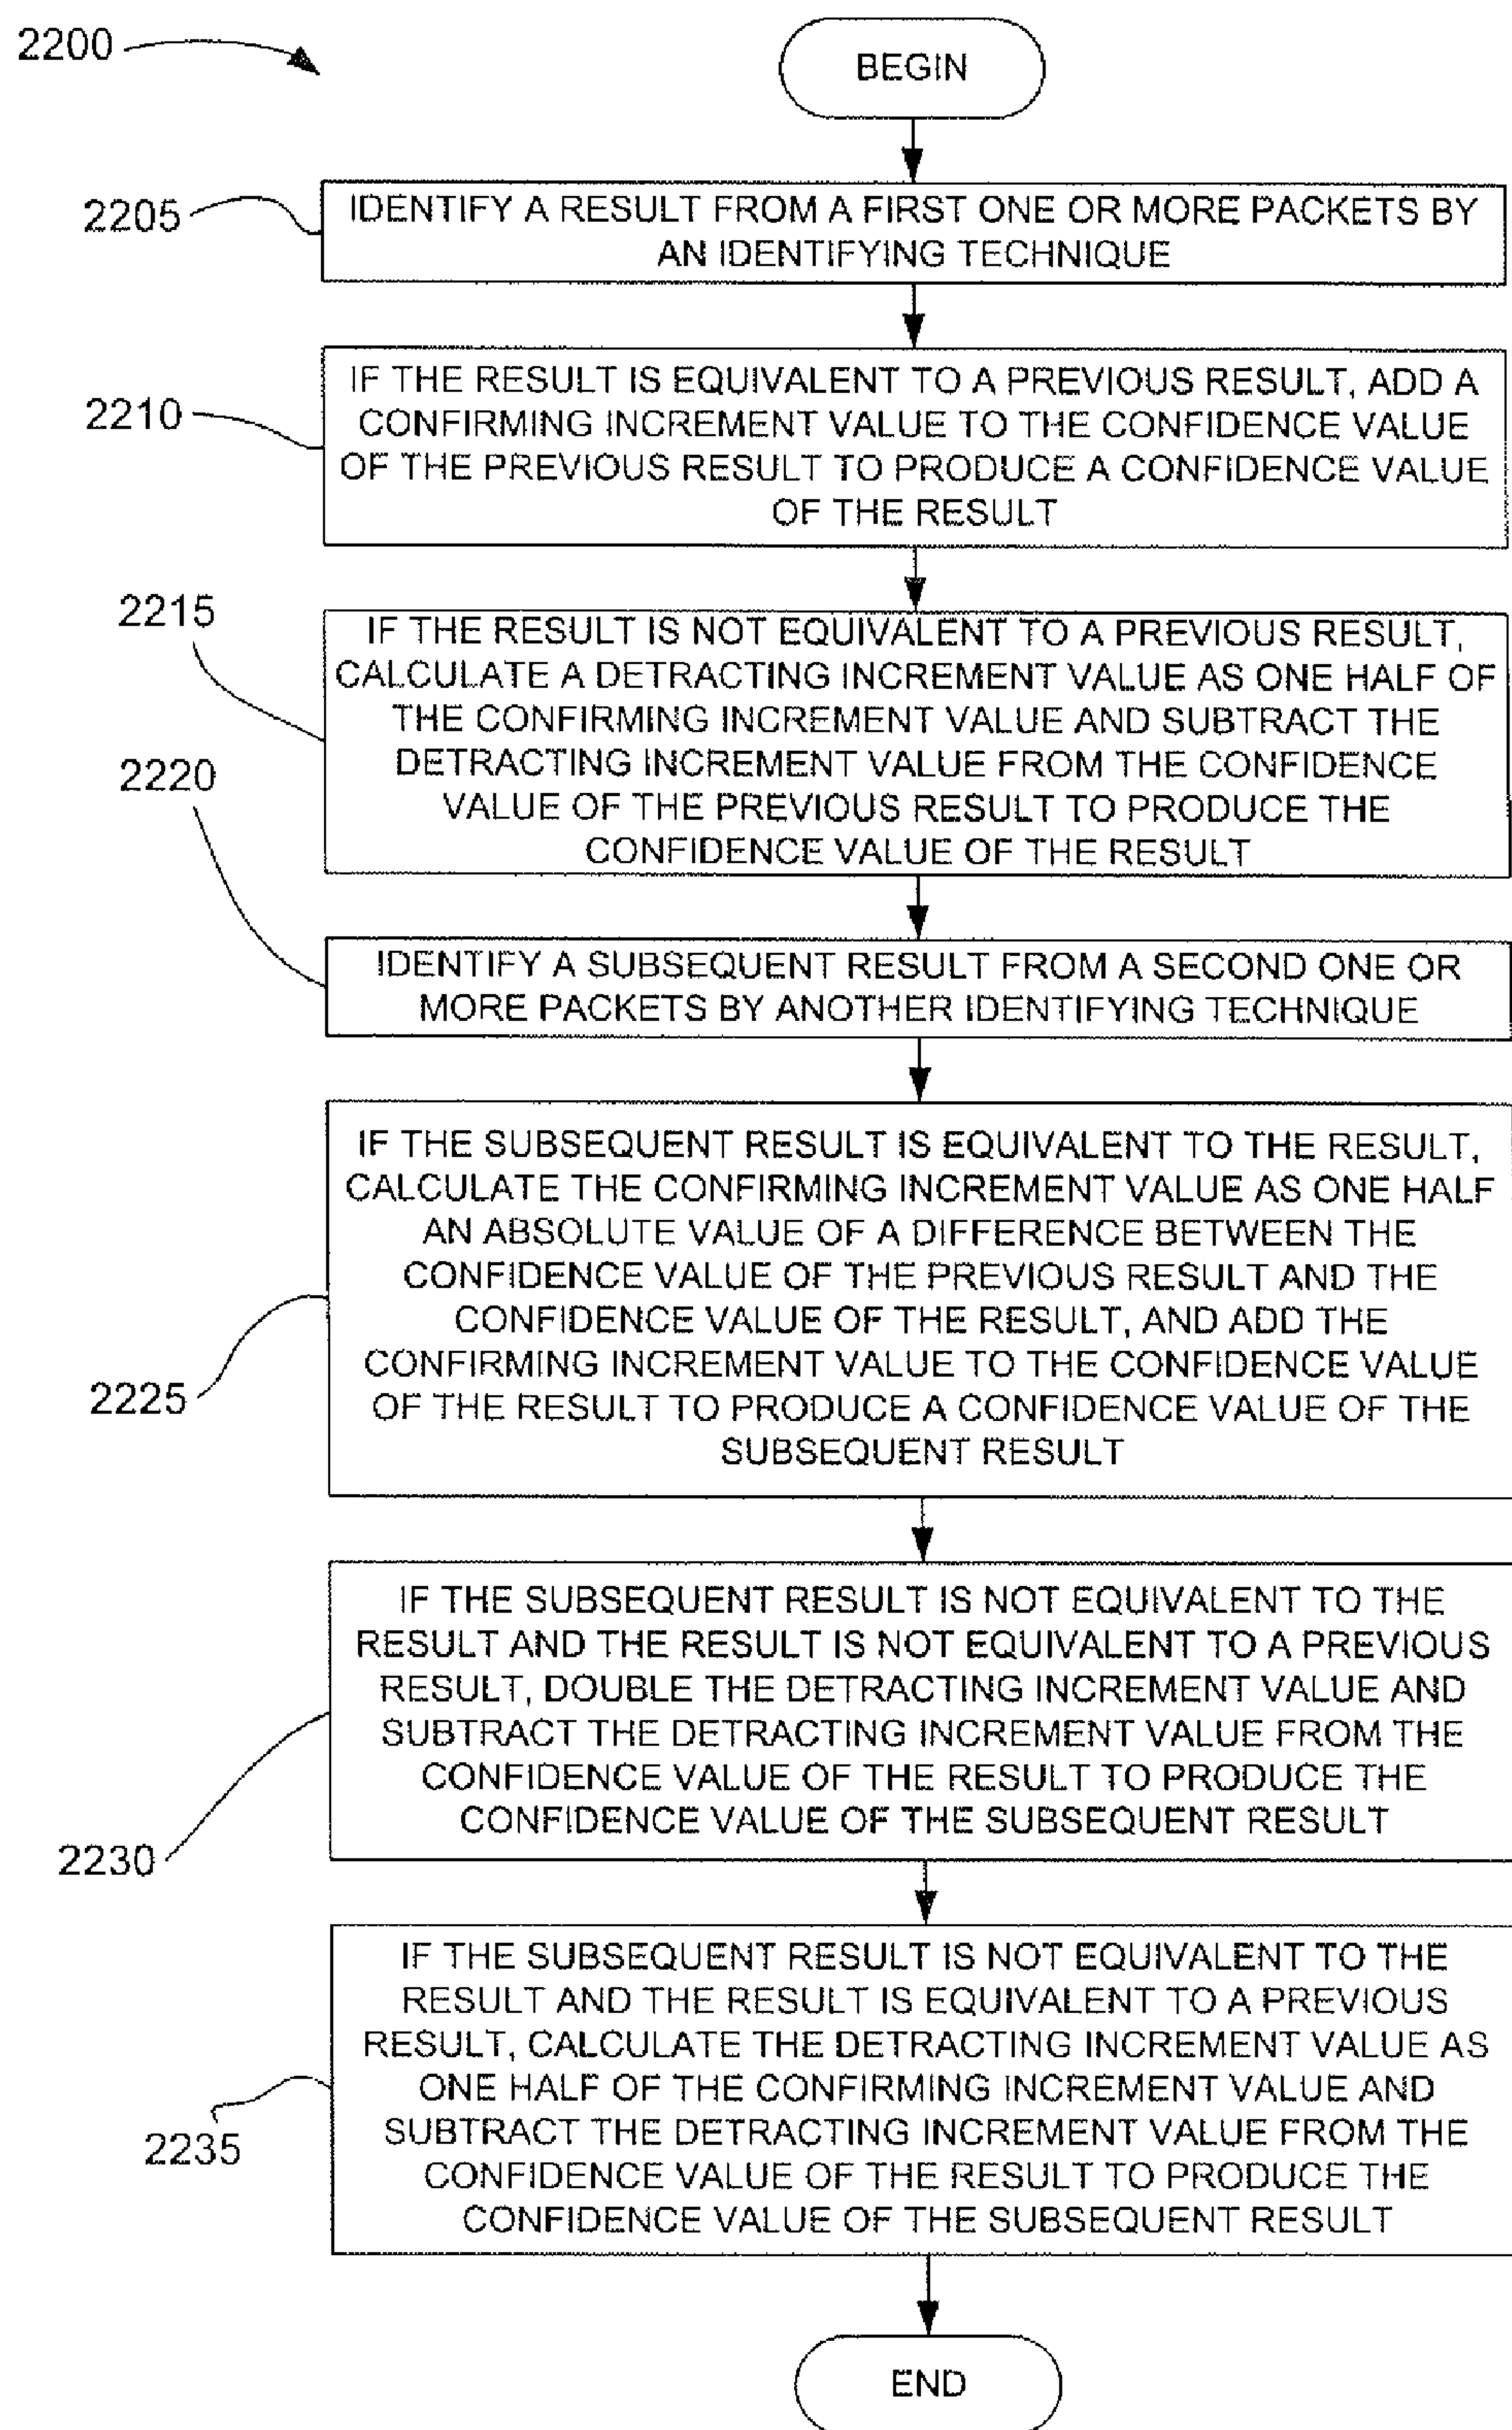 2200
BEGIN
2205
IDENTIFY A RESULT FROM A FIRST ONE OR MORE PACKETS BY
AN IDENTIFYING TECHNIQUE
2210
IF THE RESULT IS EQUIVALENT TO A PREVIOUS RESULT, ADD A
CONFIRMING INCREMENT VALUE TO THE CONFIDENCE VALUE
OF THE PREVIOUS RESULT TO PRODUCE A CONFIDENCE VALUE
OF THE RESULT
2215
IF THE RESULT IS NOT EQUIVALENT TO A PREVIOUS RESULT,
CALCULATE A DETRACTING INCREMENT VALUE AS ONE HALF OF
THE CONFIRMING INCREMENT VALUE AND SUBTRACT THE
DETRACTING INCREMENT VALUE FROM THE CONFIDENCE
VALUE OF THE PREVIOUS RESULT TO PRODUCE THE
CONFIDENCE VALUE OF THE RESULT
2220
IDENTIFY A SUBSEQUENT RESULT FROM A SECOND ONE OR
MORE PACKETS BY ANOTHER IDENTIFYING TECHNIQUE
2225
IF THE SUBSEQUENT RESULT IS EQUIVALENT TO THE RESULT,
CALCULATE THE CONFIRMING INCREMENT VALUE AS ONE HALF
AN ABSOLUTE VALUE OF A DIFFERENCE BETWEEN THE
CONFIDENCE VALUE OF THE PREVIOUS RESULT AND THE
CONFIDENCE VALUE OF THE RESULT, AND ADD THE
CONFIRMING INCREMENT VALUE TO THE CONFIDENCE VALUE
OF THE RESULT TO PRODUCE A CONFIDENCE VALUE OF THE
SUBSEQUENT RESULT
2230
IF THE SUBSEQUENT RESULT IS NOT EQUIVALENT TO THE
RESULT AND THE RESULT IS NOT EQUIVALENT TO A PREVIOUS
RESULT, DOUBLE THE DETRACTING INCREMENT VALUE AND
SUBTRACT THE DETRACTING INCREMENT VALUE FROM THE
CONFIDENCE VALUE OF THE RESULT TO PRODUCE THE
CONFIDENCE VALUE OF THE SUBSEQUENT RESULT
2235
IF THE SUBSEQUENT RESULT IS NOT EQUIVALENT TO THE
RESULT AND THE RESULT IS EQUIVALENT TO A PREVIOUS
RESULT, CALCULATE THE DETRACTING INCREMENT VALUE AS
ONE HALF OF THE CONFIRMING INCREMENT VALUE AND
SUBTRACT THE DETRACTING INCREMENT VALUE FROM THE
CONFIDENCE VALUE OF THE RESULT TO PRODUCE THE
CONFIDENCE VALUE OF THE SUBSEQUENT RESULT
END